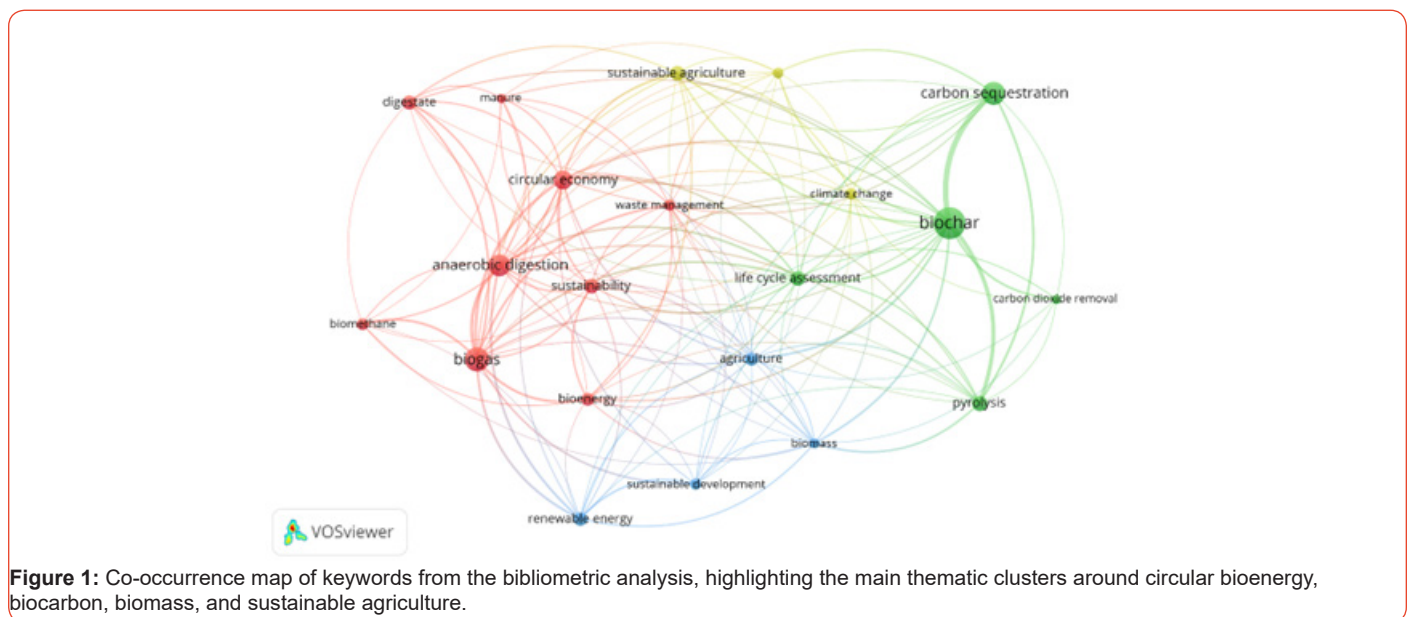 sustainable agriculture
carbon sequestration
digestate
manure
circular economy
climate change
waste management
biochar
anaerobic digestion
life cycle assessment
sustainability
carbon dioxide removal
biomethane
biogas
agriculture
bioenergy
pyrolysis
biomass
sustainable development
renewable energy
VOSviewer
Figure 1: Co-occurrence map of keywords from the bibliometric analysis, highlighting the main thematic clusters around circular bioenergy,
biocarbon, biomass, and sustainable agriculture.